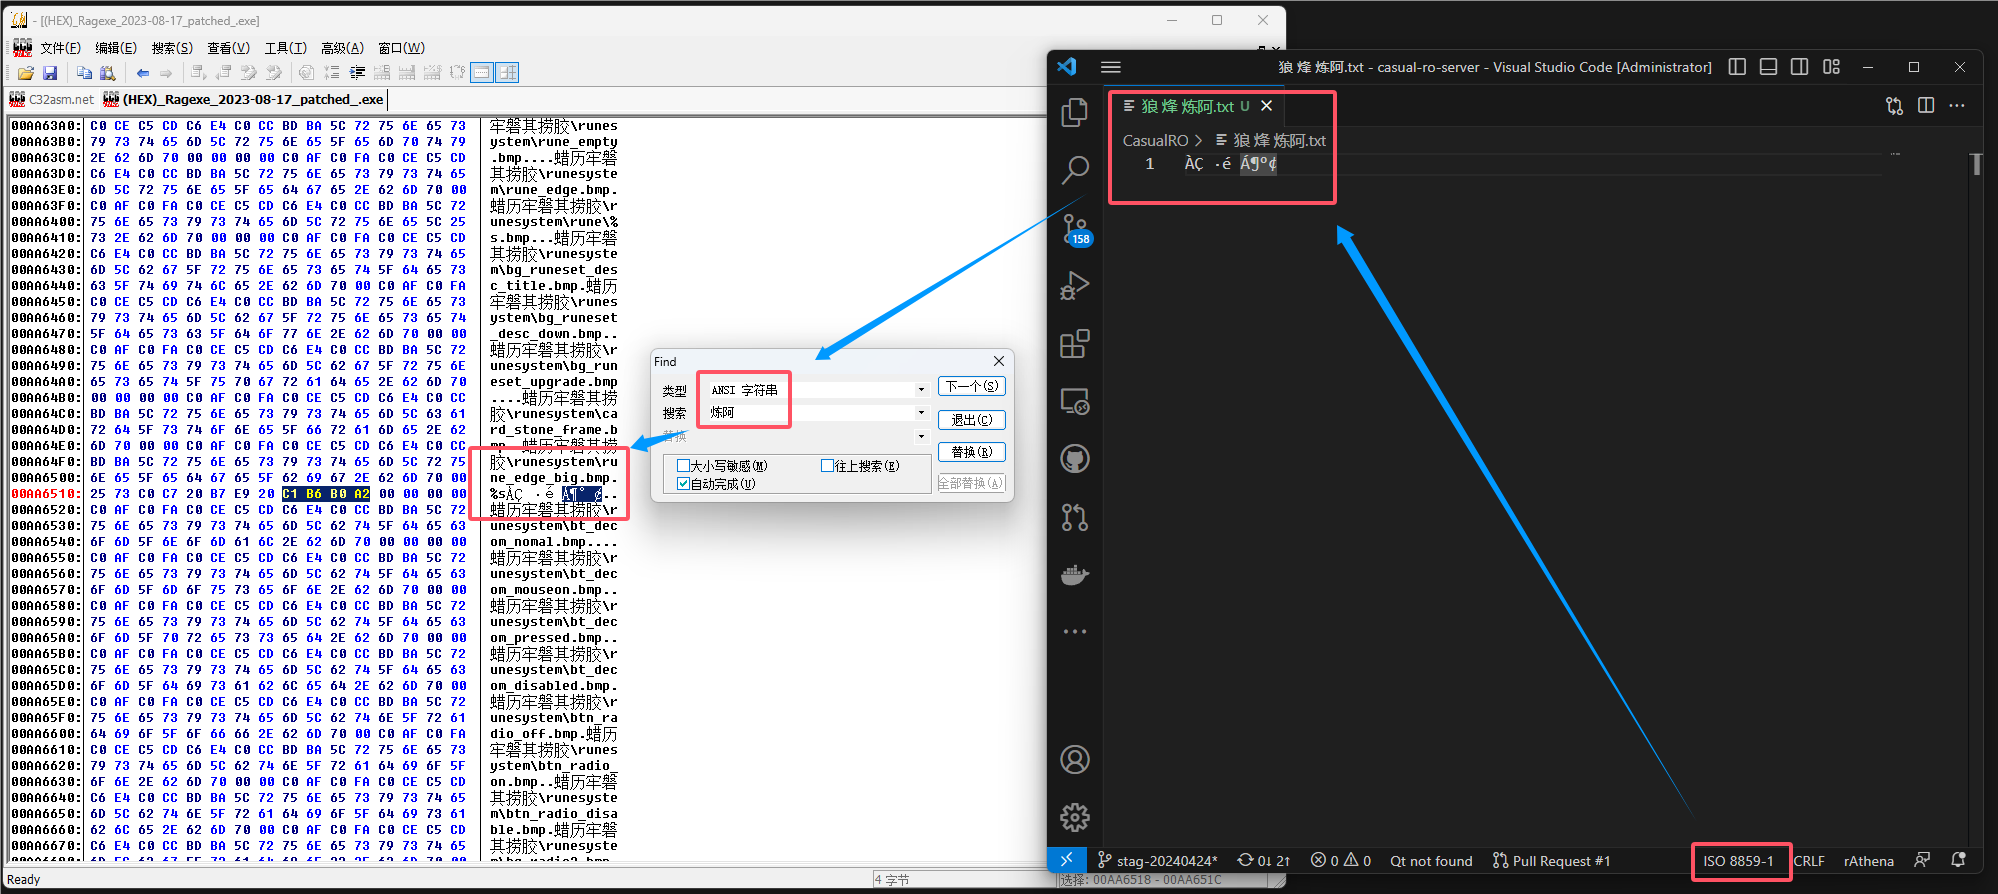 - [(HEX)_Ragexe_2023-08-17_patched_.exe]
文件(F) 编辑(E) 搜索(S) 查看(V) 工具(T) 高级(A) 窗口(W)
C32asm.net (HEX)_Ragexe_2023-08-17_patched_.exe
00AA63A0: C0 CE C5 CD C6 E4 C0 CC BD BA 5C 72 75 6E 65 73 牢磐其捞胶\runes
00AA63B0: 79 73 74 65 6D 5C 72 75 6E 65 5F 65 6D 70 74 79 ystem\rune_empty
00AA63C0: 2E 62 6D 70 00 00 00 00 C0 AF C0 FA C0 CE C5 CD .bmp....蜡历牢磐
00AA63D0: C6 E4 C0 CC BD BA 5C 72 75 6E 65 73 79 73 74 65 其捞胶\runesyste
00AA63E0: 6D 5C 72 75 6E 65 5F 65 64 67 65 2E 62 6D 70 00 m\rune_edge.bmp.
00AA63F0: C0 AF C0 FA C0 CE C5 CD C6 E4 C0 CC BD BA 5C 72 蜡历牢磐其捞胶\r
00AA6400: 75 6E 65 73 79 73 74 65 6D 5C 72 75 6E 65 5C 25 unesystem\rune\%
00AA6410: 73 2E 62 6D 70 00 00 00 C0 AF C0 FA C0 CE C5 CD s.bmp...蜡历牢磐
00AA6420: C6 E4 C0 CC BD BA 5C 72 75 6E 65 73 79 73 74 65 其捞胶\runesyste
00AA6430: 6D 5C 62 67 5F 72 75 6E 65 73 65 74 5F 64 65 73 m\bg_runeset_des
00AA6440: 63 5F 74 69 74 6C 65 2E 62 6D 70 00 C0 AF C0 FA c_title.bmp.蜡历
00AA6450: C0 CE C5 CD C6 E4 C0 CC BD BA 5C 72 75 6E 65 73 牢磐其捞胶\runes
00AA6460: 79 73 74 65 6D 5C 62 67 5F 72 75 6E 65 73 65 74 ystem\bg_runeset
00AA6470: 5F 64 65 73 63 5F 64 6F 77 6E 2E 62 6D 70 00 00 _desc_down.bmp..
00AA6480: C0 AF C0 FA C0 CE C5 CD C6 E4 C0 CC BD BA 5C 72 蜡历牢磐其捞胶\r
00AA6490: 75 6E 65 73 79 73 74 65 6D 5C 62 67 5F 72 75 6E unesystem\bg_run
00AA64A0: 65 73 65 74 5F 75 70 67 72 61 64 65 2E 62 6D 70 eset_upgrade.bmp
00AA64B0: 00 00 00 00 C0 AF C0 FA C0 CE C5 CD C6 E4 C0 CC ....蜡历牢磐其捞
00AA64C0: BD BA 5C 72 75 6E 65 73 79 73 74 65 6D 5C 63 61 胶\runesystem\ca
00AA64D0: 72 64 5F 73 74 6F 6E 65 5F 66 72 61 6D 65 2E 62 rd_stone_frame.b
00AA64E0: 6D 70 00 00 C0 AF C0 FA C0 CE C5 CD C6 E4 C0 CC mp..蜡历牢磐其捞
00AA64F0: BD BA 5C 72 75 6E 65 73 79 73 74 65 6D 5C 72 75 胶\runesystem\ru
00AA6500: 6E 65 5F 65 64 67 65 5F 62 69 67 2E 62 6D 70 00 ne_edge_big.bmp.
00AA6510: 25 73 C0 C7 20 B7 E9 20 C1 B6 B0 A2 00 00 00 00 %sÀÇ ·é Á¶°¢..
00AA6520: C0 AF C0 FA C0 CE C5 CD C6 E4 C0 CC BD BA 5C 72 蜡历牢磐其捞胶\r
00AA6530: 75 6E 65 73 79 73 74 65 6D 5C 62 74 5F 64 65 63 unesystem\bt_dec
00AA6540: 6F 6D 5F 6E 6F 6D 61 6C 2E 62 6D 70 00 00 00 00 om_nomal.bmp....
00AA6550: C0 AF C0 FA C0 CE C5 CD C6 E4 C0 CC BD BA 5C 72 蜡历牢磐其捞胶\r
00AA6560: 75 6E 65 73 79 73 74 65 6D 5C 62 74 5F 64 65 63 unesystem\bt_dec
00AA6570: 6F 6D 5F 6D 6F 75 73 65 6F 6E 2E 62 6D 70 00 00 om_mouseon.bmp..
00AA6580: C0 AF C0 FA C0 CE C5 CD C6 E4 C0 CC BD BA 5C 72 蜡历牢磐其捞胶\r
00AA6590: 75 6E 65 73 79 73 74 65 6D 5C 62 74 5F 64 65 63 unesystem\bt_dec
00AA65A0: 6F 6D 5F 70 72 65 73 73 65 64 2E 62 6D 70 00 00 om_pressed.bmp..
00AA65B0: C0 AF C0 FA C0 CE C5 CD C6 E4 C0 CC BD BA 5C 72 蜡历牢磐其捞胶\r
00AA65C0: 75 6E 65 73 79 73 74 65 6D 5C 62 74 5F 64 65 63 unesystem\bt_dec
00AA65D0: 6F 6D 5F 64 69 73 61 62 6C 65 64 2E 62 6D 70 00 om_disabled.bmp.
00AA65E0: C0 AF C0 FA C0 CE C5 CD C6 E4 C0 CC BD BA 5C 72 蜡历牢磐其捞胶\r
00AA65F0: 75 6E 65 73 79 73 74 65 6D 5C 62 74 6E 5F 72 61 unesystem\btn_ra
00AA6600: 64 69 6F 5F 6F 66 66 2E 62 6D 70 00 C0 AF C0 FA dio_off.bmp.蜡历
00AA6610: C0 CE C5 CD C6 E4 C0 CC BD BA 5C 72 75 6E 65 73 牢磐其捞胶\runes
00AA6620: 79 73 74 65 6D 5C 62 74 6E 5F 72 61 64 69 6F 5F ystem\btn_radio_
00AA6630: 6F 6E 2E 62 6D 70 00 00 C0 AF C0 FA C0 CE C5 CD on.bmp..蜡历牢磐
00AA6640: C6 E4 C0 CC BD BA 5C 72 75 6E 65 73 79 73 74 65 其捞胶\runesyste
00AA6650: 6D 5C 62 74 6E 5F 72 61 64 69 6F 5F 64 69 73 61 m\btn_radio_disa
00AA6660: 62 6C 65 2E 62 6D 70 00 C0 AF C0 FA C0 CE C5 CD ble.bmp.蜡历牢磐
00AA6670: C6 E4 C0 CC BD BA 5C 72 75 6E 65 73 79 73 74 65 其捞胶\runesyste
Ready 4 字节 选择: 00AA6518 - 00AA651C
Find
类型 ANSI 字符串 下一个(S)
搜索 炼阿 退出(C)
替换 替换(R)
大小写敏感(M) 往上搜索(E)
自动完成(U) 全部替换(A)
狼 烽 炼阿.txt - casual-ro-server - Visual Studio Code [Administrator]
狼 烽 炼阿.txt U
CasualRO > 狼 烽 炼阿.txt
1 ÀÇ ·é Á¶°¢
158
stag-20240424* 0↓ 2↑ 0 0 Qt not found Pull Request #1 ISO 8859-1 CRLF rAthena